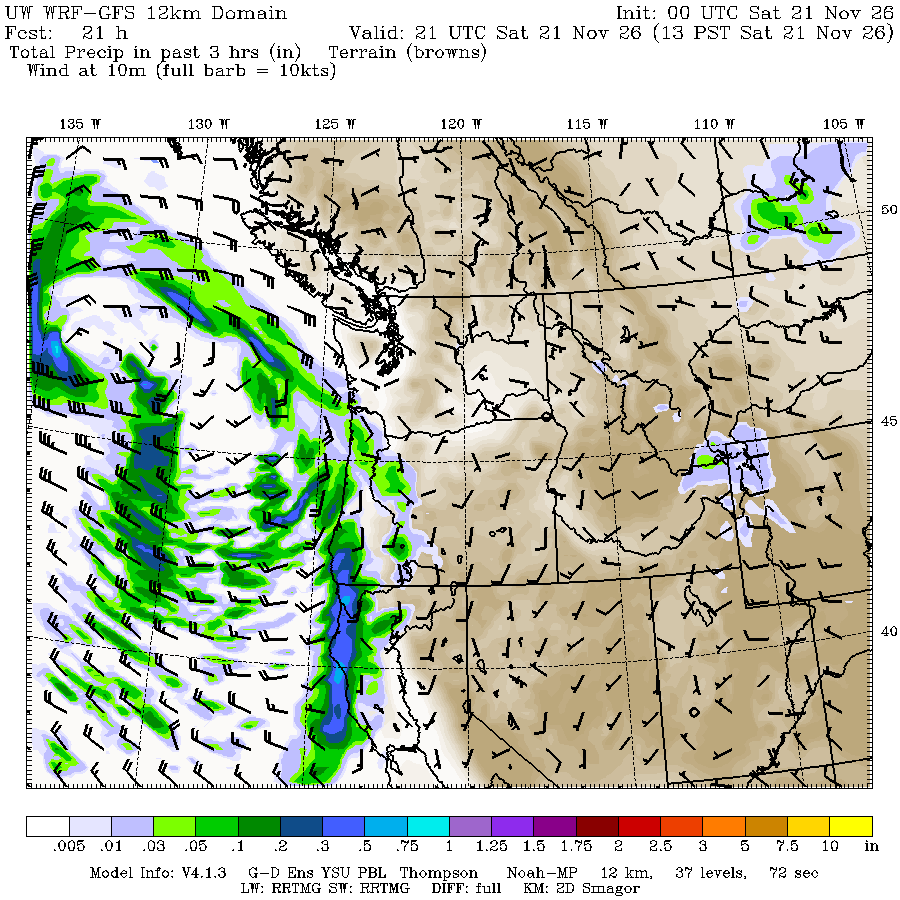 UW WRF-GFS 12km Domain Init: 00 UTC Sat 21 Nov 26
Fcst: 21 h Valid: 21 UTC Sat 21 Nov 26 (13 PST Sat 21 Nov 26)
Total Precip in past 3 hrs (in) Terrain (browns)
Wind at 10m (full barb = 10kts)
135 W 130 W 125 W 120 W 115 W 110 W 105 W
50
45
40
.005 .01 .03 .05 .1 .2 .3 .5 .75 1 1.25 1.5 1.75 2 2.5 3 5 7.5 10 in
Model Info: V4.1.3 G-D Ens YSU PBL Thompson Noah-MP 12 km, 37 levels, 72 sec
LW: RRTMG SW: RRTMG DIFF: full KM: 2D Smagor